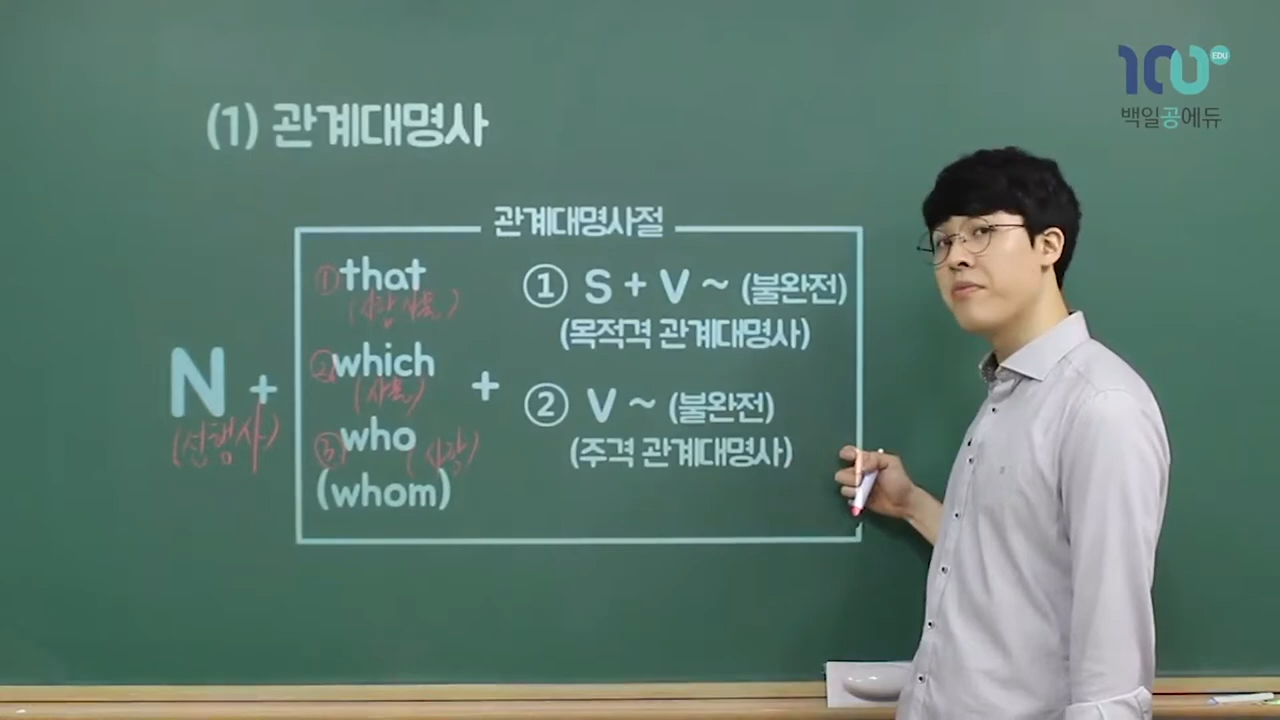 100
EDU
백일공에듀
(1) 관계대명사
관계대명사절
①that
(사람, 사물)
②which
(사물)
③who (사람)
(whom)
N +
(선행사)
+
① S + V ~ (불완전)
(목적격 관계대명사)
② V ~ (불완전)
(주격 관계대명사)